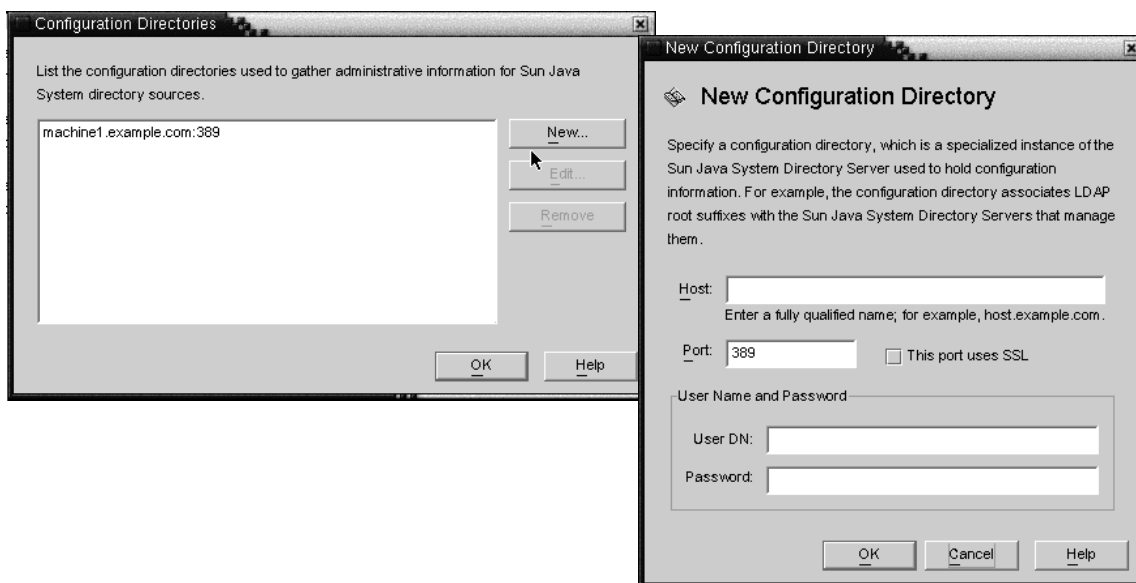 Configuration Directories
List the configuration directories used to gather administrative information for Sun Java
System directory sources.
machine1.example.com:389
New...
Edit...
Remove
OK
Help
New Configuration Directory
New Configuration Directory
Specify a configuration directory, which is a specialized instance of the
Sun Java System Directory Server used to hold configuration
information. For example, the configuration directory associates LDAP
root suffixes with the Sun Java System Directory Servers that manage
them.
Host:
Enter a fully qualified name; for example, host.example.com.
Port: 389 This port uses SSL
User Name and Password
User DN:
Password:
OK Cancel Help